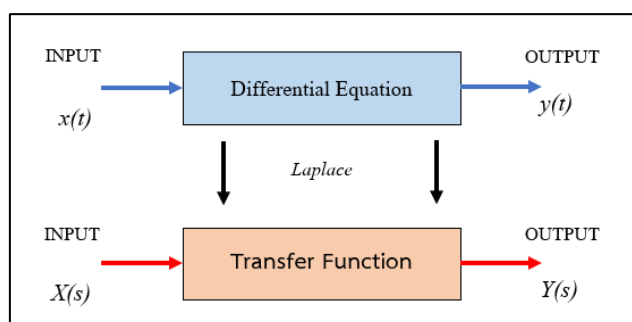 INPUT
OUTPUT
Differential Equation
x(t)
y(t)
Laplace
INPUT
OUTPUT
Transfer Function
X(s)
Y(s)